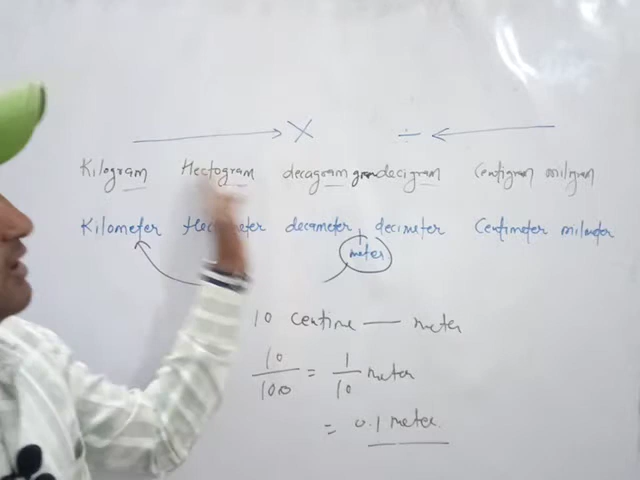 X ÷
Kilogram Hectogram decagram gram decigram Centigram miligram
Kilometer decameter decimeter Centimeter milimeter
meter
10 centime — meter
10/100 = 1/10 meter
= 0.1 meter